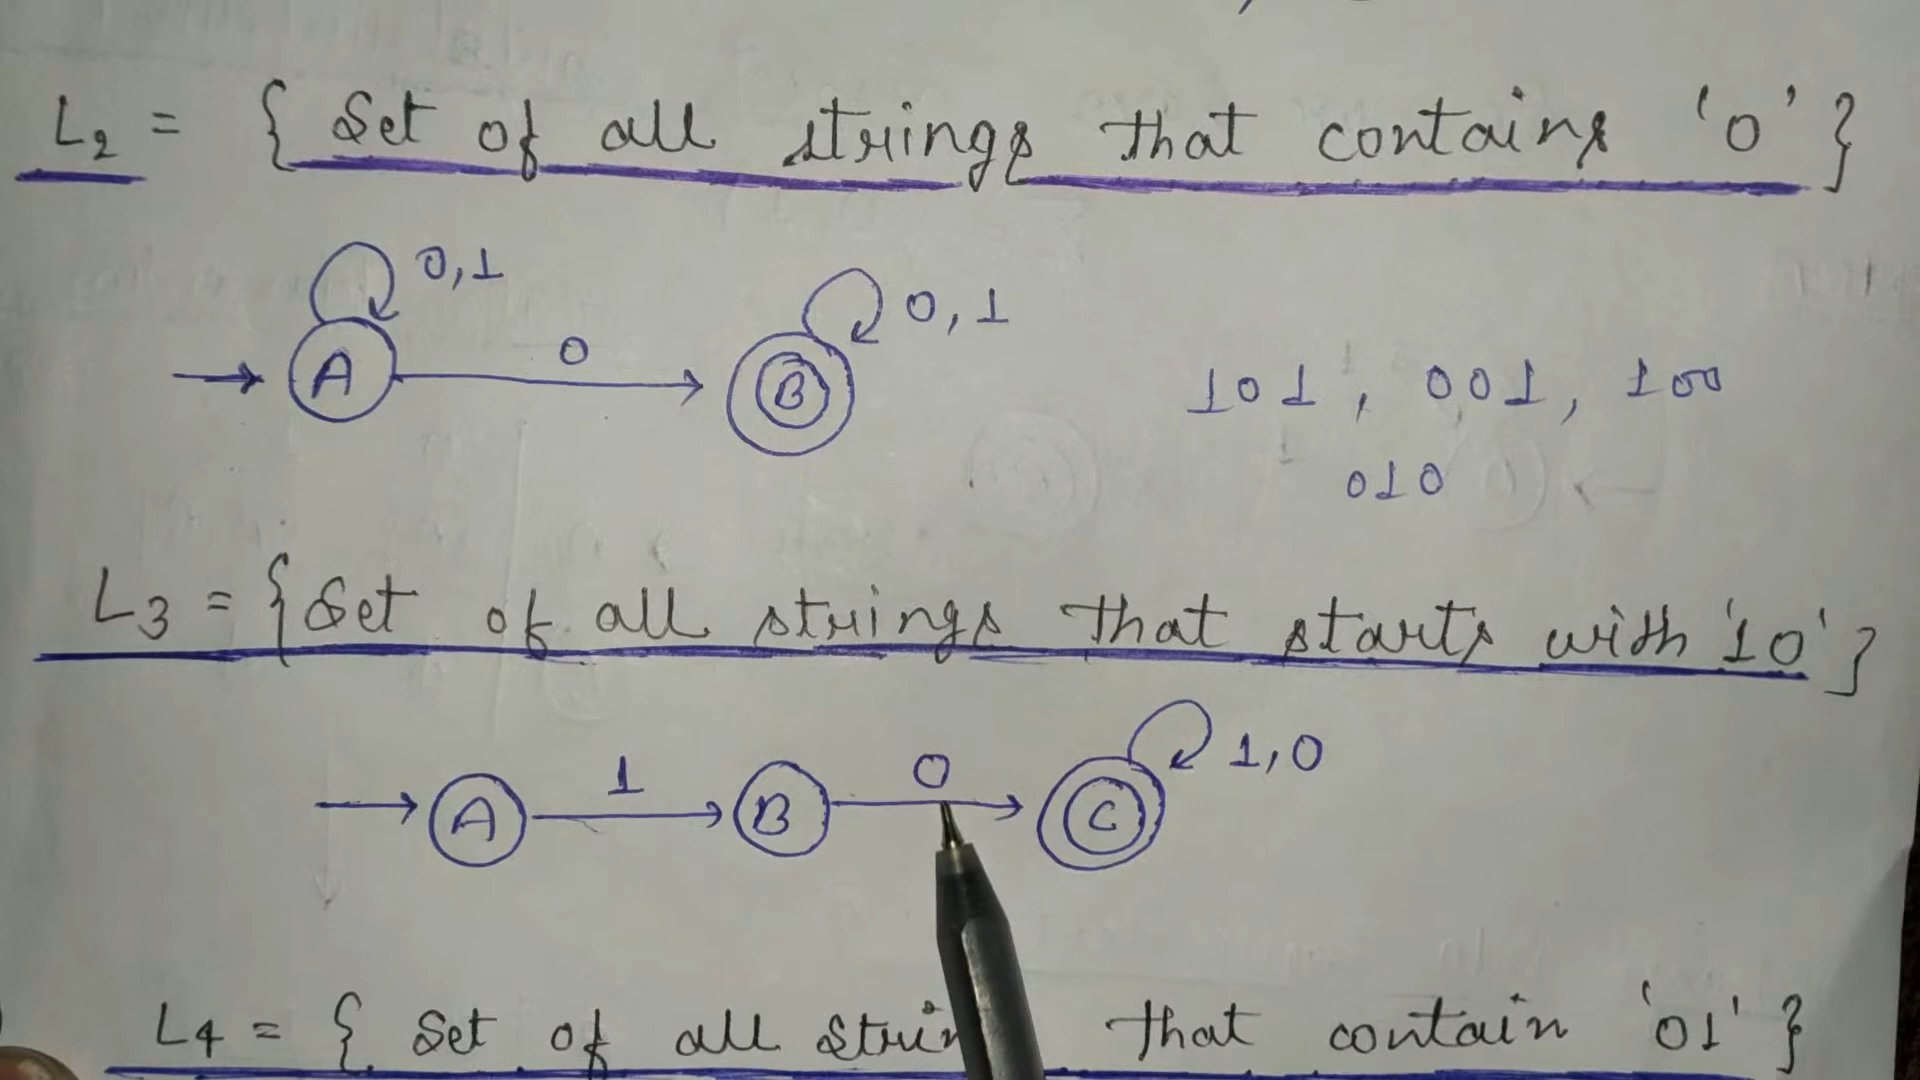 L2 = { Set of all strings that contains '0' }
0,1
0,1
A
0
B
101, 001, 100
010
L3 = { Set of all strings that starts with '10' }
1,0
A
1
B
0
C
L4 = { Set of all that contain '01' }